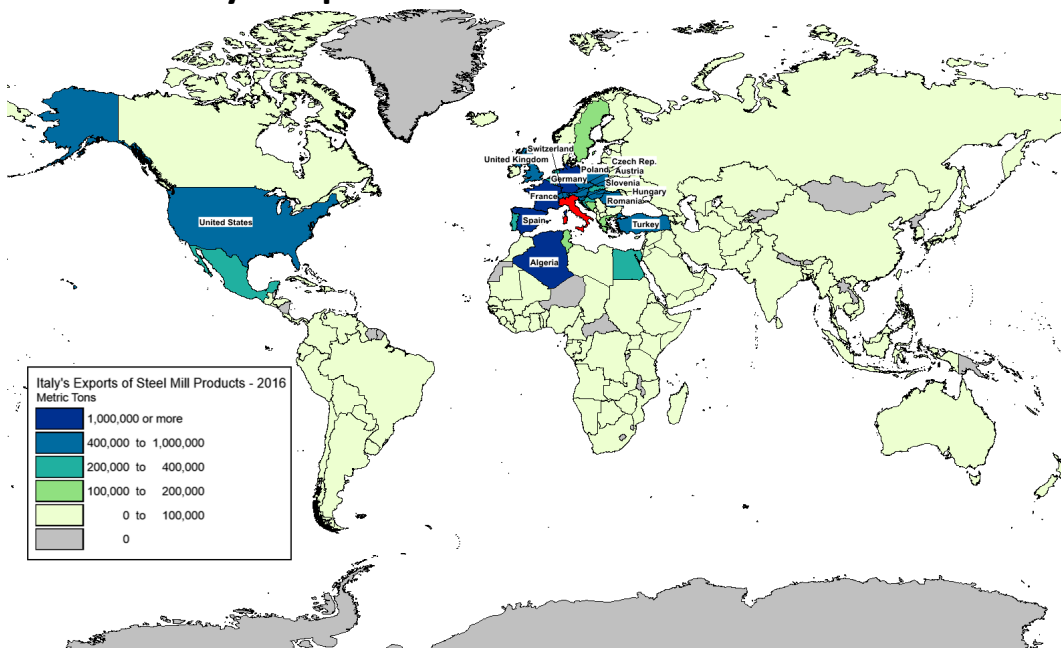 Switzerland
United Kingdom
Czech Rep.
Poland
Austria
Germany
Slovenia
Hungary
France
Romania
United States
Spain
Turkey
Algeria
Italy's Exports of Steel Mill Products - 2016
Metric Tons
1,000,000 or more
400,000 to 1,000,000
200,000 to 400,000
100,000 to 200,000
0 to 100,000
0